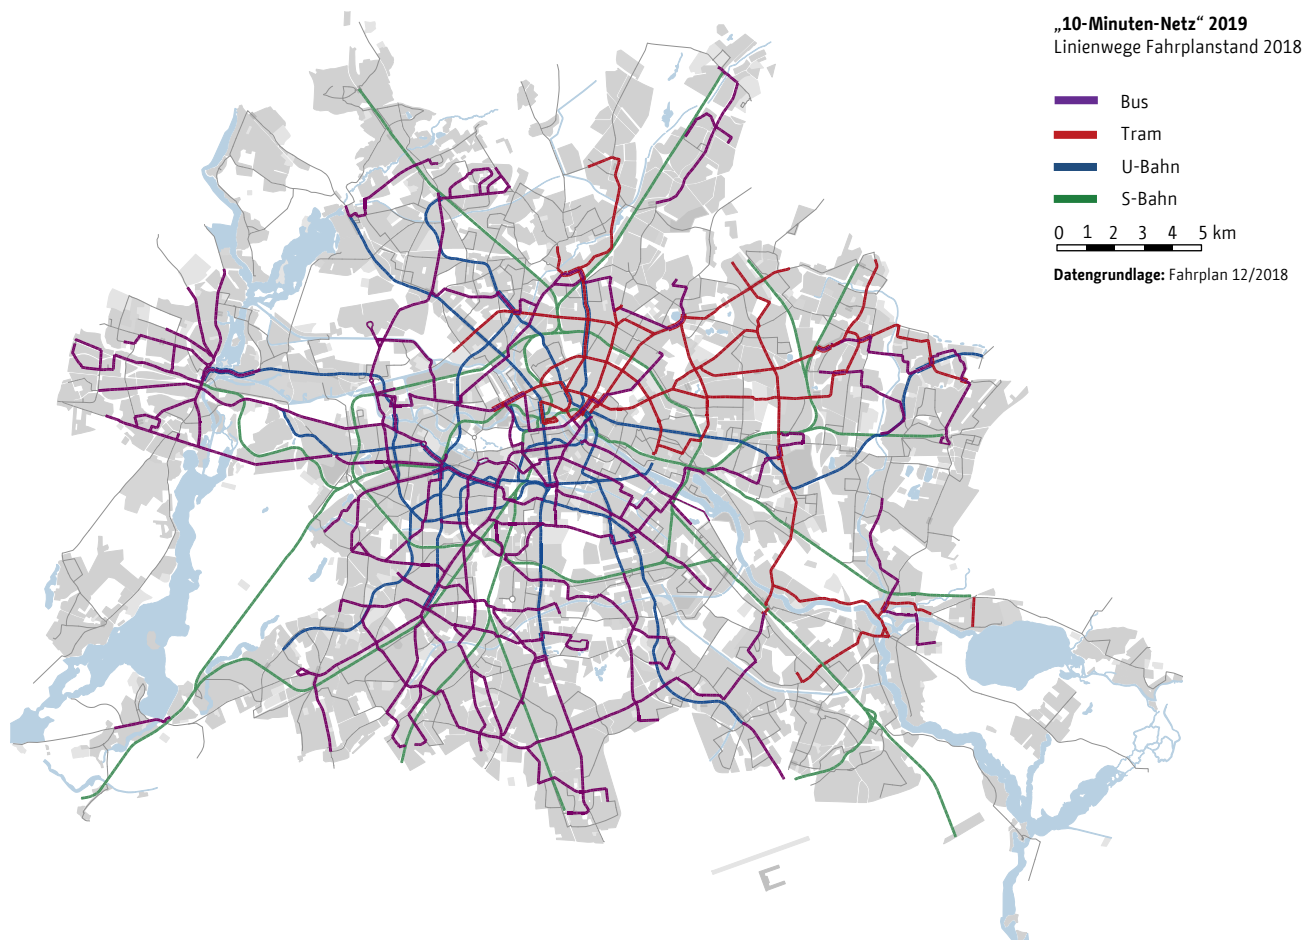 „10-Minuten-Netz“ 2019
Linienwege Fahrplanstand 2018
Bus
Tram
U-Bahn
S-Bahn
0 1 2 3 4 5 km
Datengrundlage: Fahrplan 12/2018